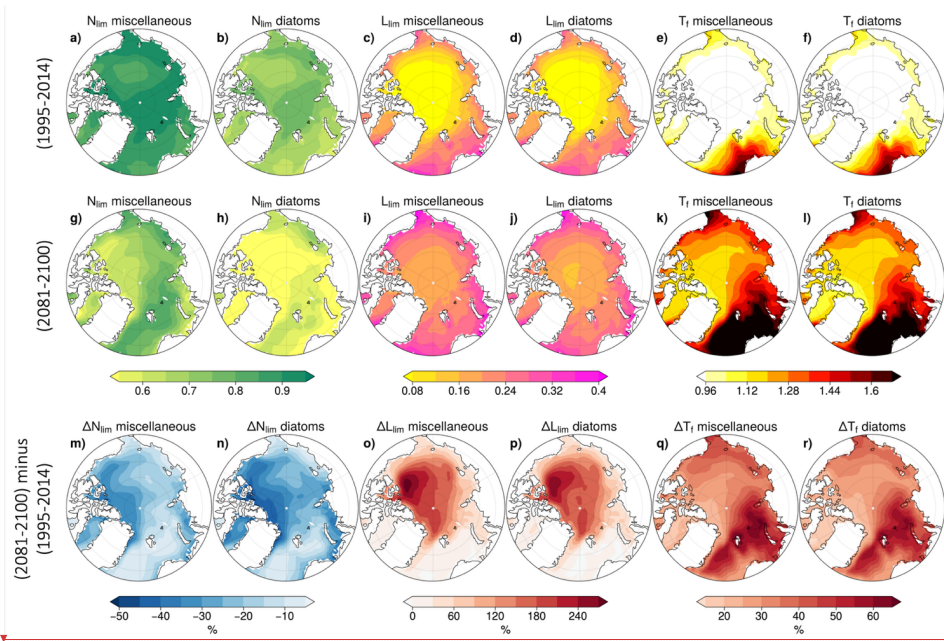 N_lim miscellaneous N_lim diatoms L_lim miscellaneous L_lim diatoms T_f miscellaneous T_f diatoms
a) b) c) d) e) f)
(1995-2014)
N_lim miscellaneous N_lim diatoms L_lim miscellaneous L_lim diatoms T_f miscellaneous T_f diatoms
g) h) i) j) k) l)
(2081-2100)
0.6 0.7 0.8 0.9 0.08 0.16 0.24 0.32 0.4 0.96 1.12 1.28 1.44 1.6
ΔN_lim miscellaneous ΔN_lim diatoms ΔL_lim miscellaneous ΔL_lim diatoms ΔT_f miscellaneous ΔT_f diatoms
m) n) o) p) q) r)
(2081-2100) minus
(1995-2014)
−50 −40 −30 −20 −10 0 60 120 180 240 20 30 40 50 60
% % %